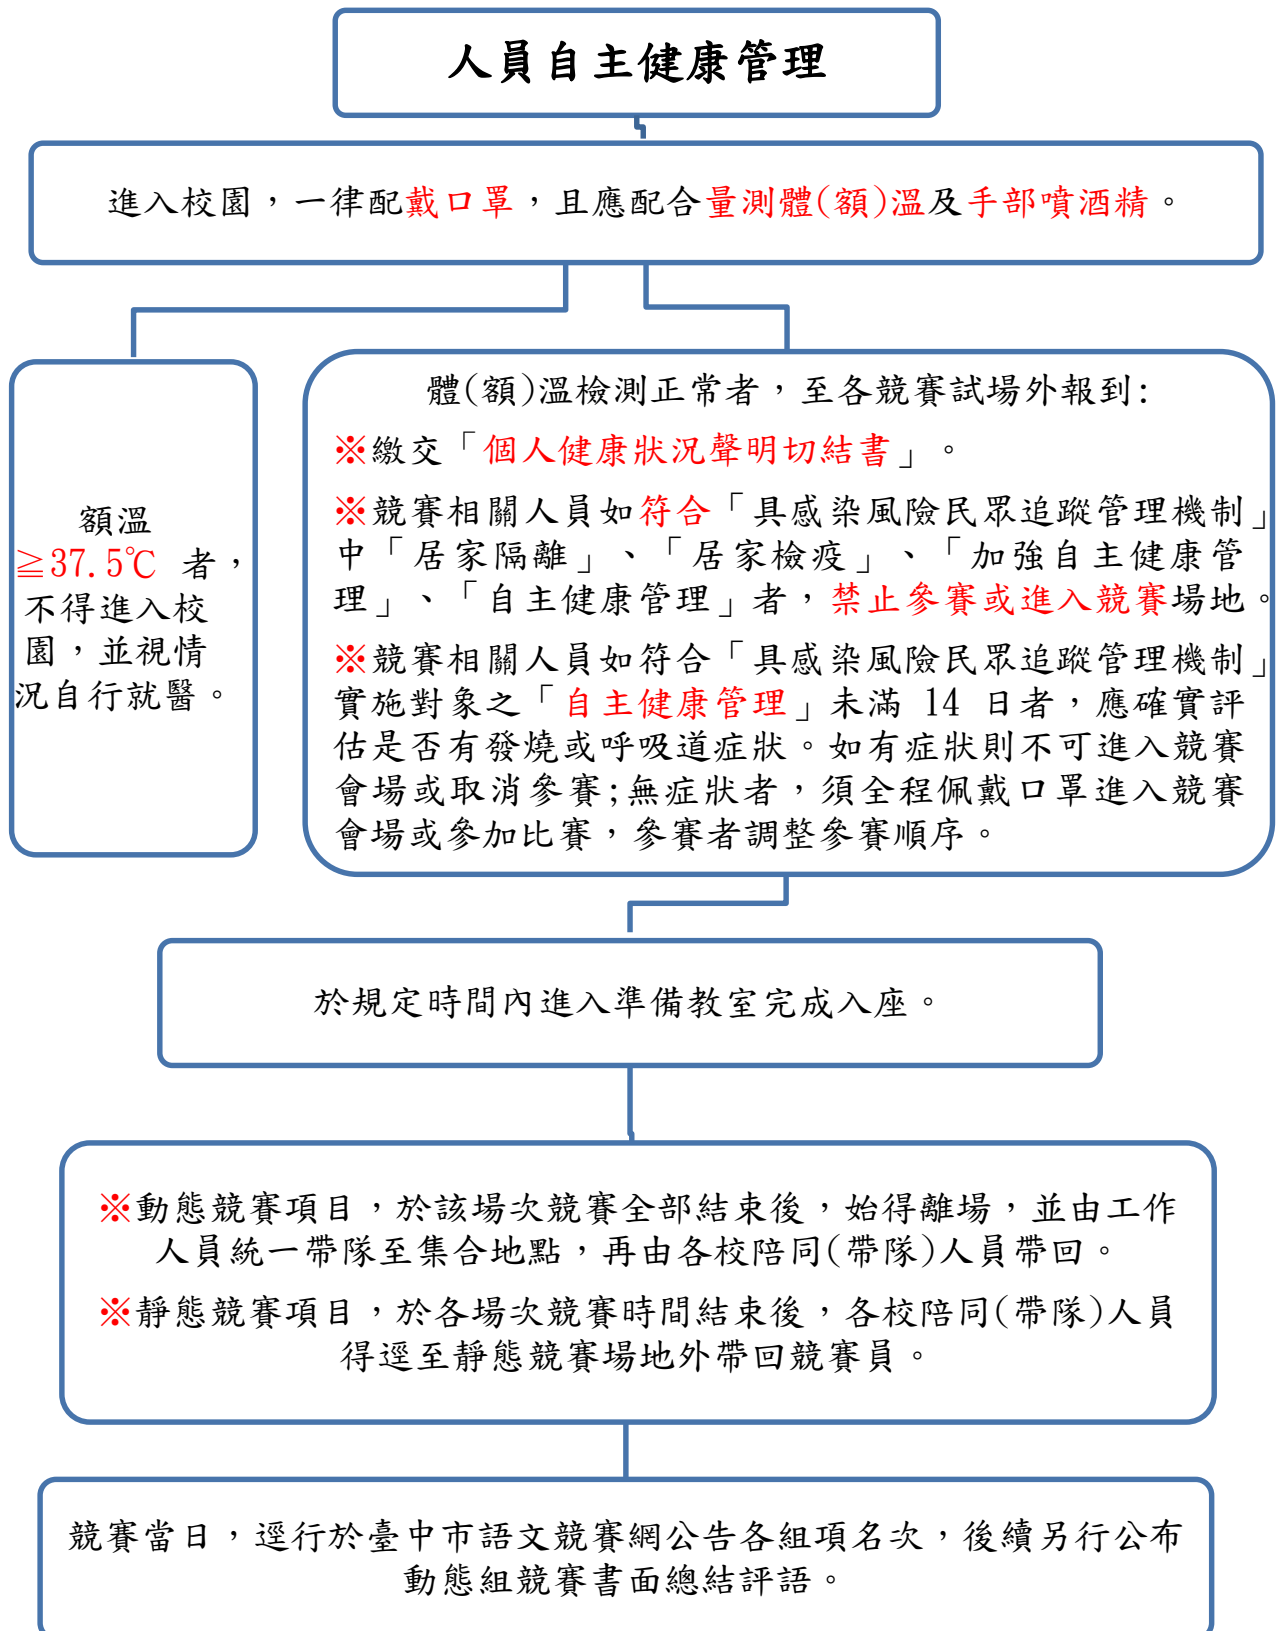 人員自主健康管理
進入校園，一律配戴口罩，且應配合量測體(額)溫及手部噴酒精。
額溫
≧37.5℃ 者，
不得進入校
園，並視情
況自行就醫。
體(額)溫檢測正常者，至各競賽試場外報到:
※繳交「個人健康狀況聲明切結書」。
※競賽相關人員如符合「具感染風險民眾追蹤管理機制」
中「居家隔離」、「居家檢疫」、「加強自主健康管
理」、「自主健康管理」者，禁止參賽或進入競賽場地。
※競賽相關人員如符合「具感染風險民眾追蹤管理機制」
實施對象之「自主健康管理」未滿 14 日者，應確實評
估是否有發燒或呼吸道症狀。如有症狀則不可進入競賽
會場或取消參賽;無症狀者，須全程佩戴口罩進入競賽
會場或參加比賽，參賽者調整參賽順序。
於規定時間內進入準備教室完成入座。
※動態競賽項目，於該場次競賽全部結束後，始得離場，並由工作
人員統一帶隊至集合地點，再由各校陪同(帶隊)人員帶回。
※靜態競賽項目，於各場次競賽時間結束後，各校陪同(帶隊)人員
得逕至靜態競賽場地外帶回競賽員。
競賽當日，逕行於臺中市語文競賽網公告各組項名次，後續另行公布
動態組競賽書面總結評語。